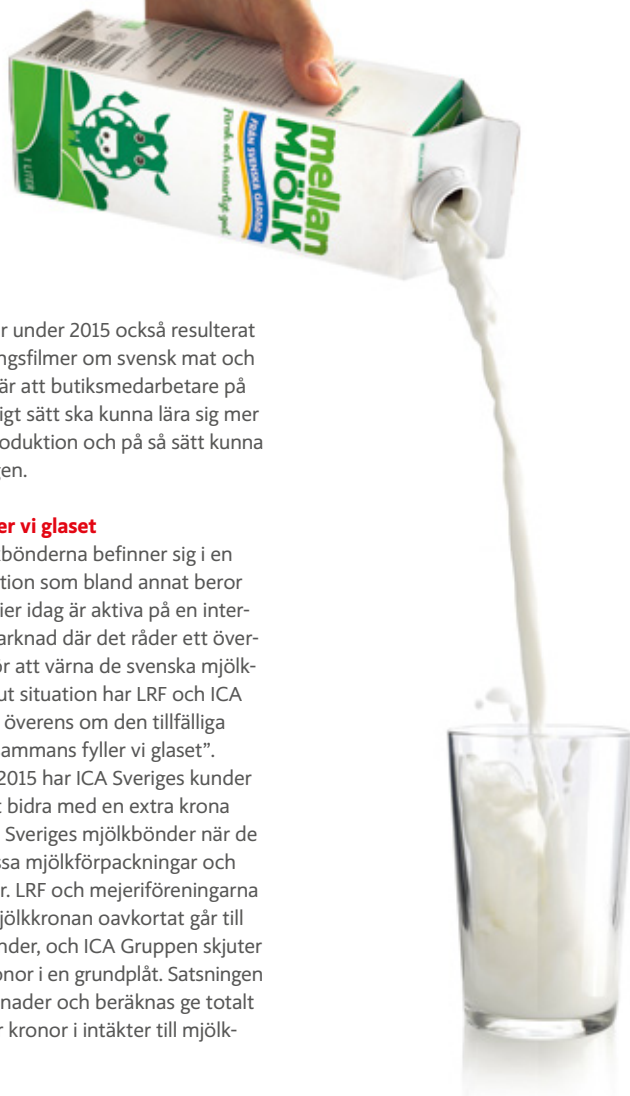 mellan
MJÖLK
FRÅN SVENSKA GÅRDAR
Färsk och naturligt god
1 LITER
r under 2015 också resulterat
ngsfilmer om svensk mat och
är att butiksmedarbetare på
igt sätt ska kunna lära sig mer
roduktion och på så sätt kunna
gen.
er vi glaset
kbönderna befinner sig i en
ation som bland annat beror
ier idag är aktiva på en inter-
arknad där det råder ett över-
ör att värna de svenska mjölk-
ut situation har LRF och ICA
överens om den tillfälliga
ammans fyller vi glaset”.
2015 har ICA Sveriges kunder
t bidra med en extra krona
Sveriges mjölkbönder när de
ssa mjölkförpackningar och
r. LRF och mejeriföreningarna
jölkkronan oavkortat går till
nder, och ICA Gruppen skjuter
onor i en grundplåt. Satsningen
nader och beräknas ge totalt
r kronor i intäkter till mjölk-